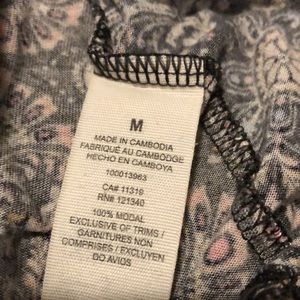 M
MADE IN CAMBODIA
FABRIQUÉ AU CAMBODGE
HECHO EN CAMBOYA
100013963
CA# 11316
RN# 121340
100% MODAL
EXCLUSIVE OF TRIMS /
GARNITURES NON
COMPRISES / EXCLUYEN
DO AVIOS